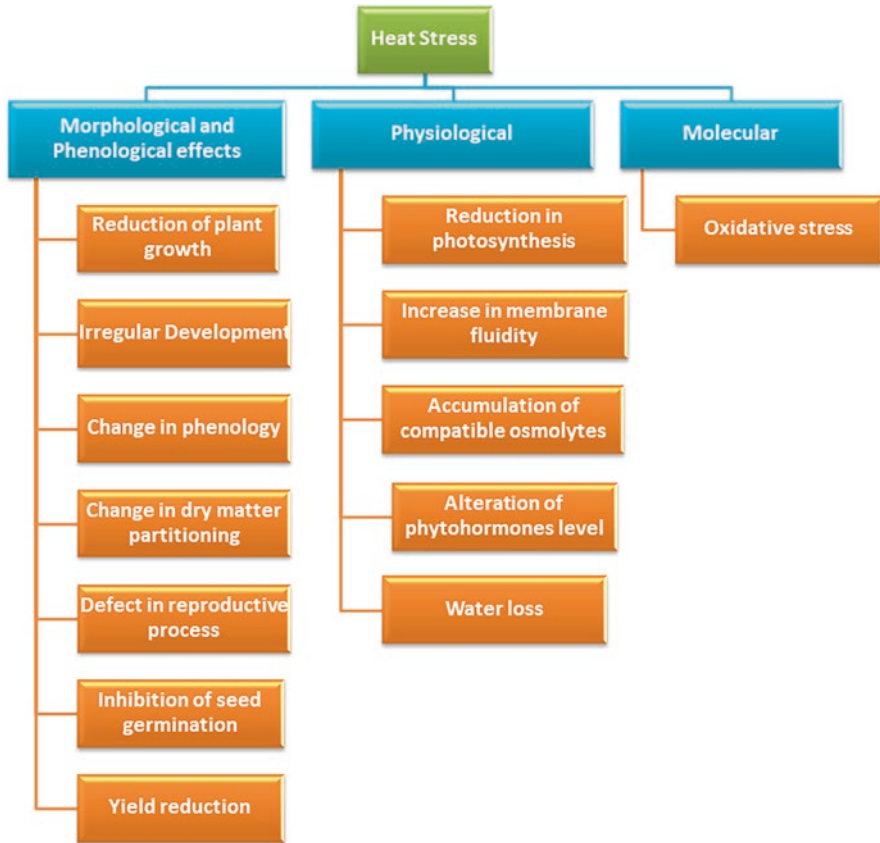 Heat Stress
Morphological and
Phenological effects
Reduction of plant
growth
Irregular Development
Change in phenology
Change in dry matter
partitioning
Defect in reproductive
process
Inhibition of seed
germination
Yield reduction
Physiological
Reduction in
photosynthesis
Increase in membrane
fluidity
Accumulation of
compatible osmolytes
Alteration of
phytohormones level
Water loss
Molecular
Oxidative stress